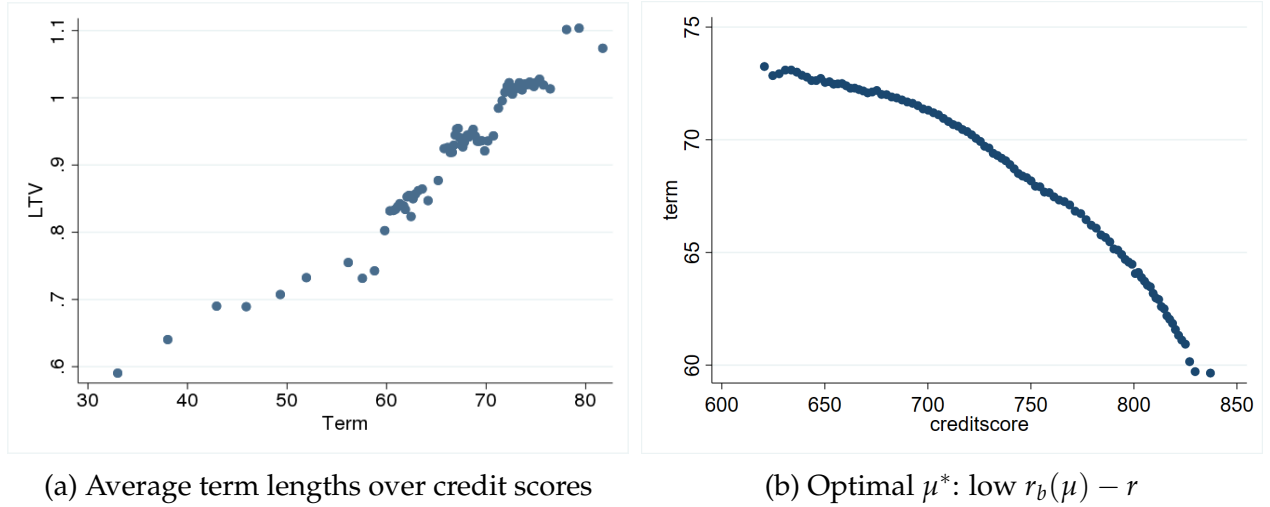 LTV
1.1
1
.9
.8
.7
.6
30 40 50 60 70 80
Term
term
75
70
65
60
600 650 700 750 800 850
creditscore
(a) Average term lengths over credit scores
(b) Optimal μ*: low r_b(μ) − r